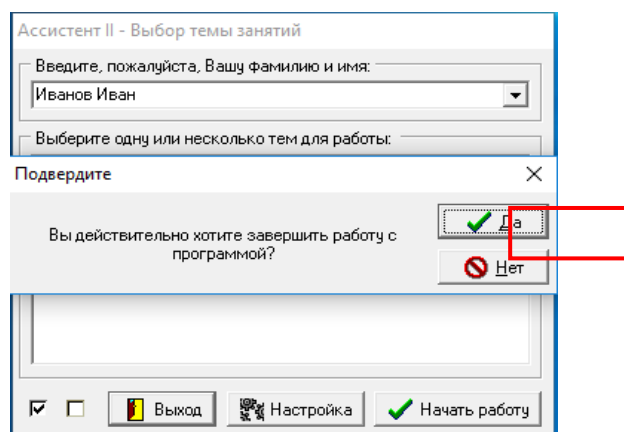 Ассистент II - Выбор темы занятий
Введите, пожалуйста, Вашу фамилию и имя:
Иванов Иван
Выберите одну или несколько тем для работы:
Подвердите
Вы действительно хотите завершить работу с
программой?
Да
Нет
Выход
Настройка
Начать работу